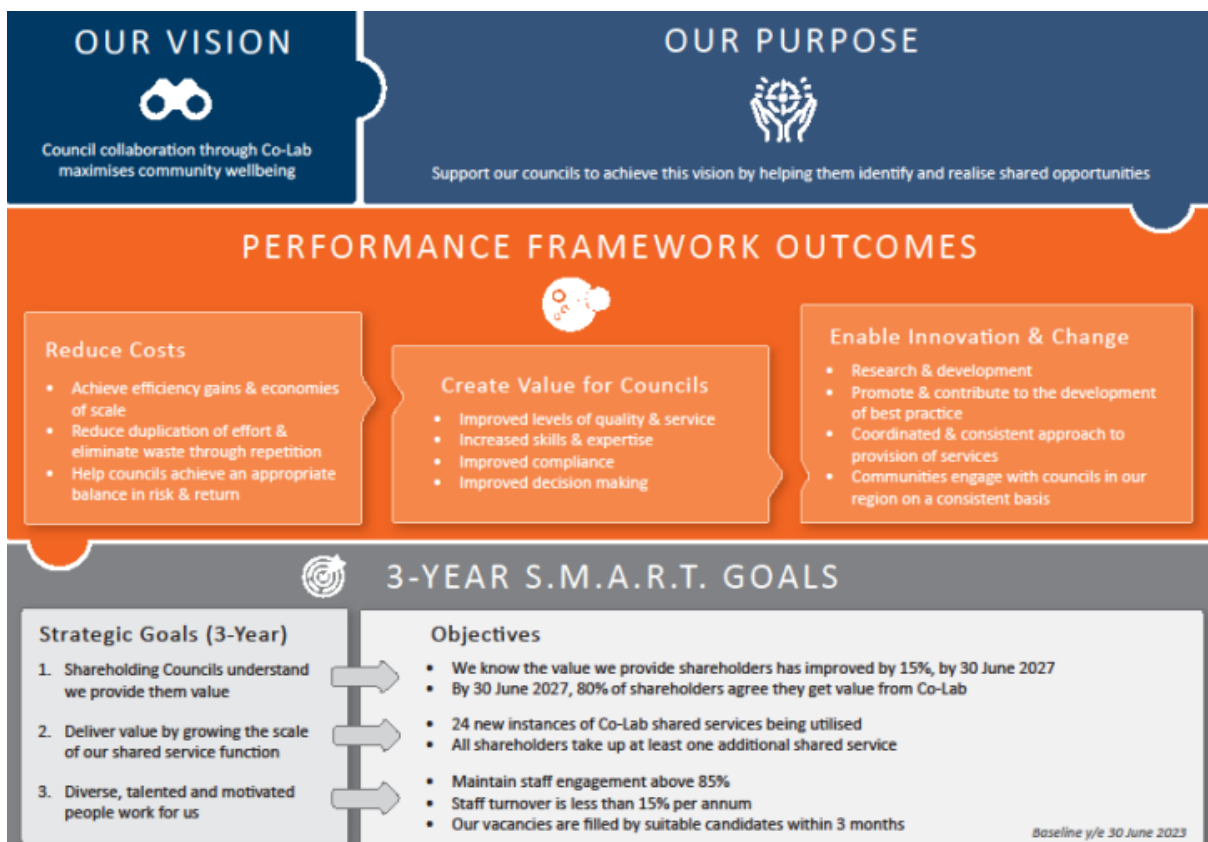 OUR VISION
Council collaboration through Co-Lab
maximises community wellbeing
OUR PURPOSE
Support our councils to achieve this vision by helping them identify and realise shared opportunities
PERFORMANCE FRAMEWORK OUTCOMES
Reduce Costs
• Achieve efficiency gains & economies
of scale
• Reduce duplication of effort &
eliminate waste through repetition
• Help councils achieve an appropriate
balance in risk & return
Create Value for Councils
• Improved levels of quality & service
• Increased skills & expertise
• Improved compliance
• Improved decision making
Enable Innovation & Change
• Research & development
• Promote & contribute to the development
of best practice
• Coordinated & consistent approach to
provision of services
• Communities engage with councils in our
region on a consistent basis
3-YEAR S.M.A.R.T. GOALS
Strategic Goals (3-Year)
1. Shareholding Councils understand
we provide them value
2. Deliver value by growing the scale
of our shared service function
3. Diverse, talented and motivated
people work for us
Objectives
• We know the value we provide shareholders has improved by 15%, by 30 June 2027
• By 30 June 2027, 80% of shareholders agree they get value from Co-Lab
• 24 new instances of Co-Lab shared services being utilised
• All shareholders take up at least one additional shared service
• Maintain staff engagement above 85%
• Staff turnover is less than 15% per annum
• Our vacancies are filled by suitable candidates within 3 months
Baseline y/e 30 June 2023